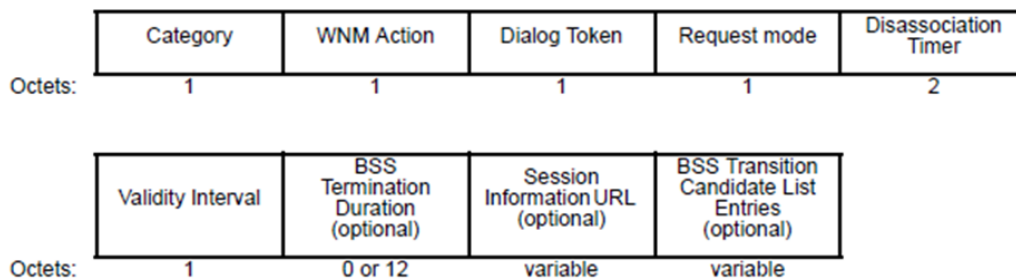 Category WNM Action Dialog Token Request mode Disassociation
Timer
Octets: 1 1 1 1 2
Validity Interval BSS
Termination
Duration
(optional) Session
Information URL
(optional) BSS Transition
Candidate List
Entries
(optional)
Octets: 1 0 or 12 variable variable